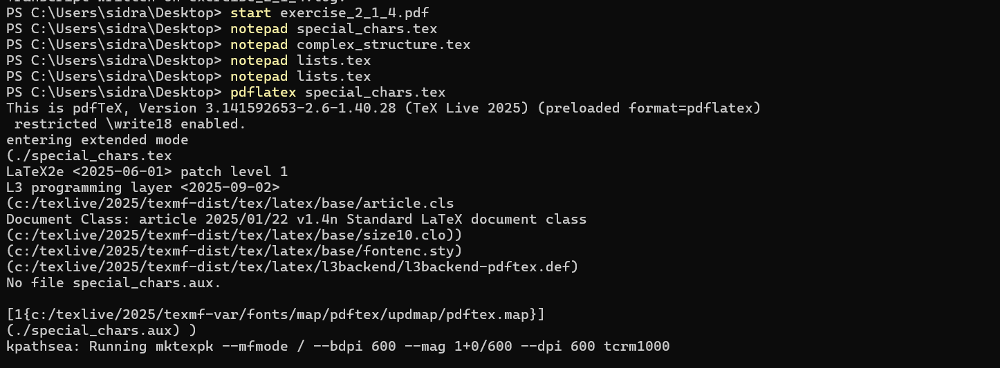 PS C:\Users\sidra\Desktop> start exercise_2_1_4.pdf
PS C:\Users\sidra\Desktop> notepad special_chars.tex
PS C:\Users\sidra\Desktop> notepad complex_structure.tex
PS C:\Users\sidra\Desktop> notepad lists.tex
PS C:\Users\sidra\Desktop> notepad lists.tex
PS C:\Users\sidra\Desktop> pdflatex special_chars.tex
This is pdfTeX, Version 3.141592653-2.6-1.40.28 (TeX Live 2025) (preloaded format=pdflatex)
 restricted \write18 enabled.
entering extended mode
(./special_chars.tex
LaTeX2e <2025-06-01> patch level 1
L3 programming layer <2025-09-02>
(c:/texlive/2025/texmf-dist/tex/latex/base/article.cls
Document Class: article 2025/01/22 v1.4n Standard LaTeX document class
(c:/texlive/2025/texmf-dist/tex/latex/base/size10.clo))
(c:/texlive/2025/texmf-dist/tex/latex/base/fontenc.sty)
(c:/texlive/2025/texmf-dist/tex/latex/l3backend/l3backend-pdftex.def)
No file special_chars.aux.

[1{c:/texlive/2025/texmf-var/fonts/map/pdftex/updmap/pdftex.map}]
(./special_chars.aux) )
kpathsea: Running mktexpk --mfmode / --bdpi 600 --mag 1+0/600 --dpi 600 tcrm1000